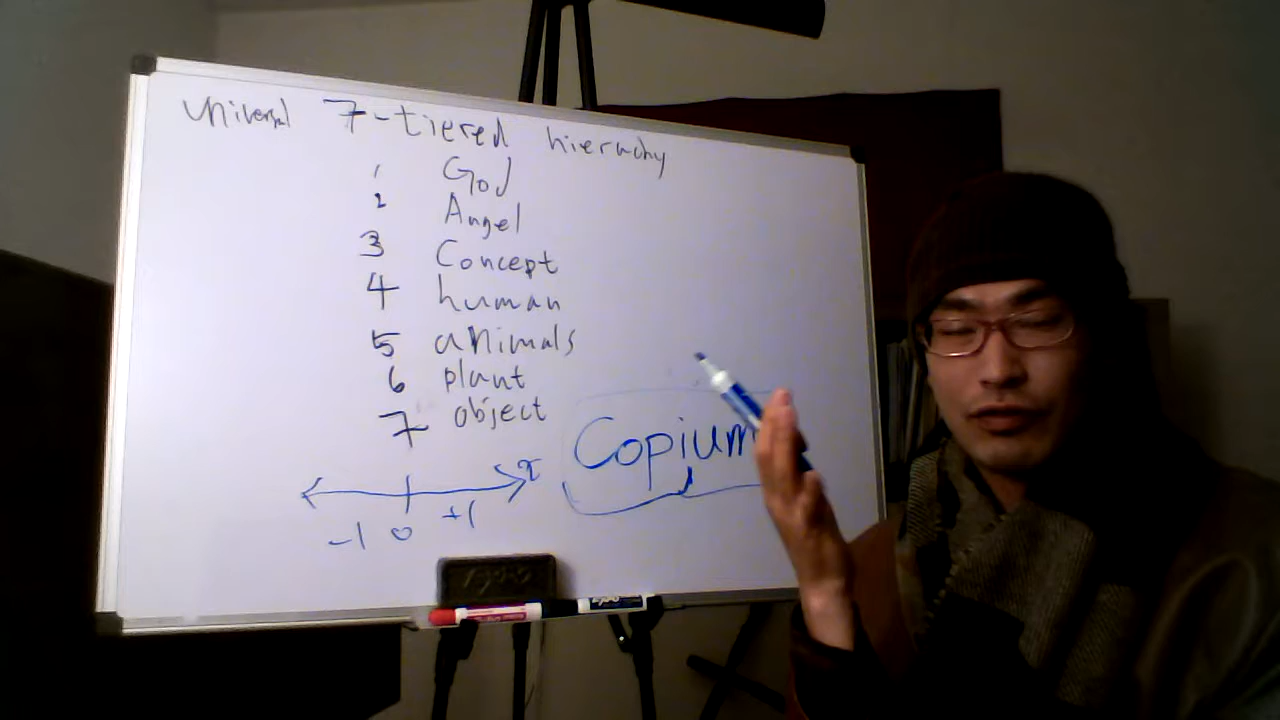 Universal 7-tiered hierachy
1 God
2 Angel
3 Concept
4 human
5 animals
6 plant
7 object
Copium
x
-1 0 +1